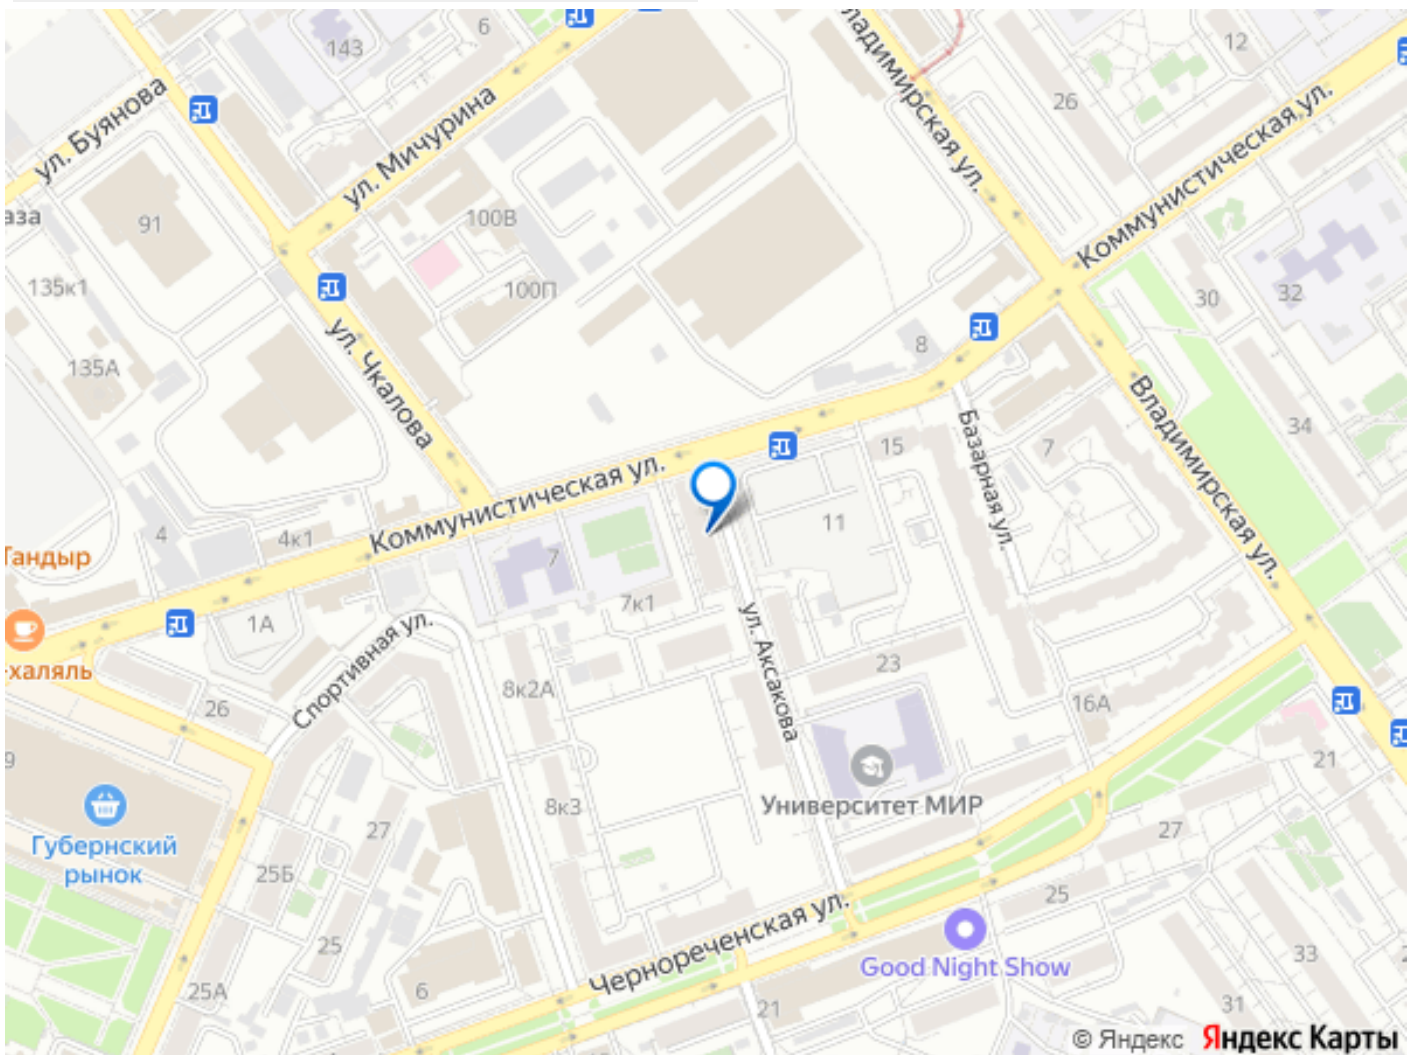 143
6
12
26
ул. Буянова
ул. Мичурина
Владимирская ул.
Коммунистическая ул.
аза
91
100В
100П
135к1
135А
ул. Чкалова
30
32
8
34
Владимирская ул.
Базарная ул.
7
15
11
Коммунистическая ул.
4
4к1
7
Тандыр
7к1
1А
-халяль
Спортивная ул.
ул. Аксакова
23
26
8к2А
16А
9
21
Университет МИР
Губернский
рынок
27
8к3
27
25Б
25
25
Чернореченская ул.
Good Night Show
33
2
25А
6
21
31
© Яндекс Яндекс Карты